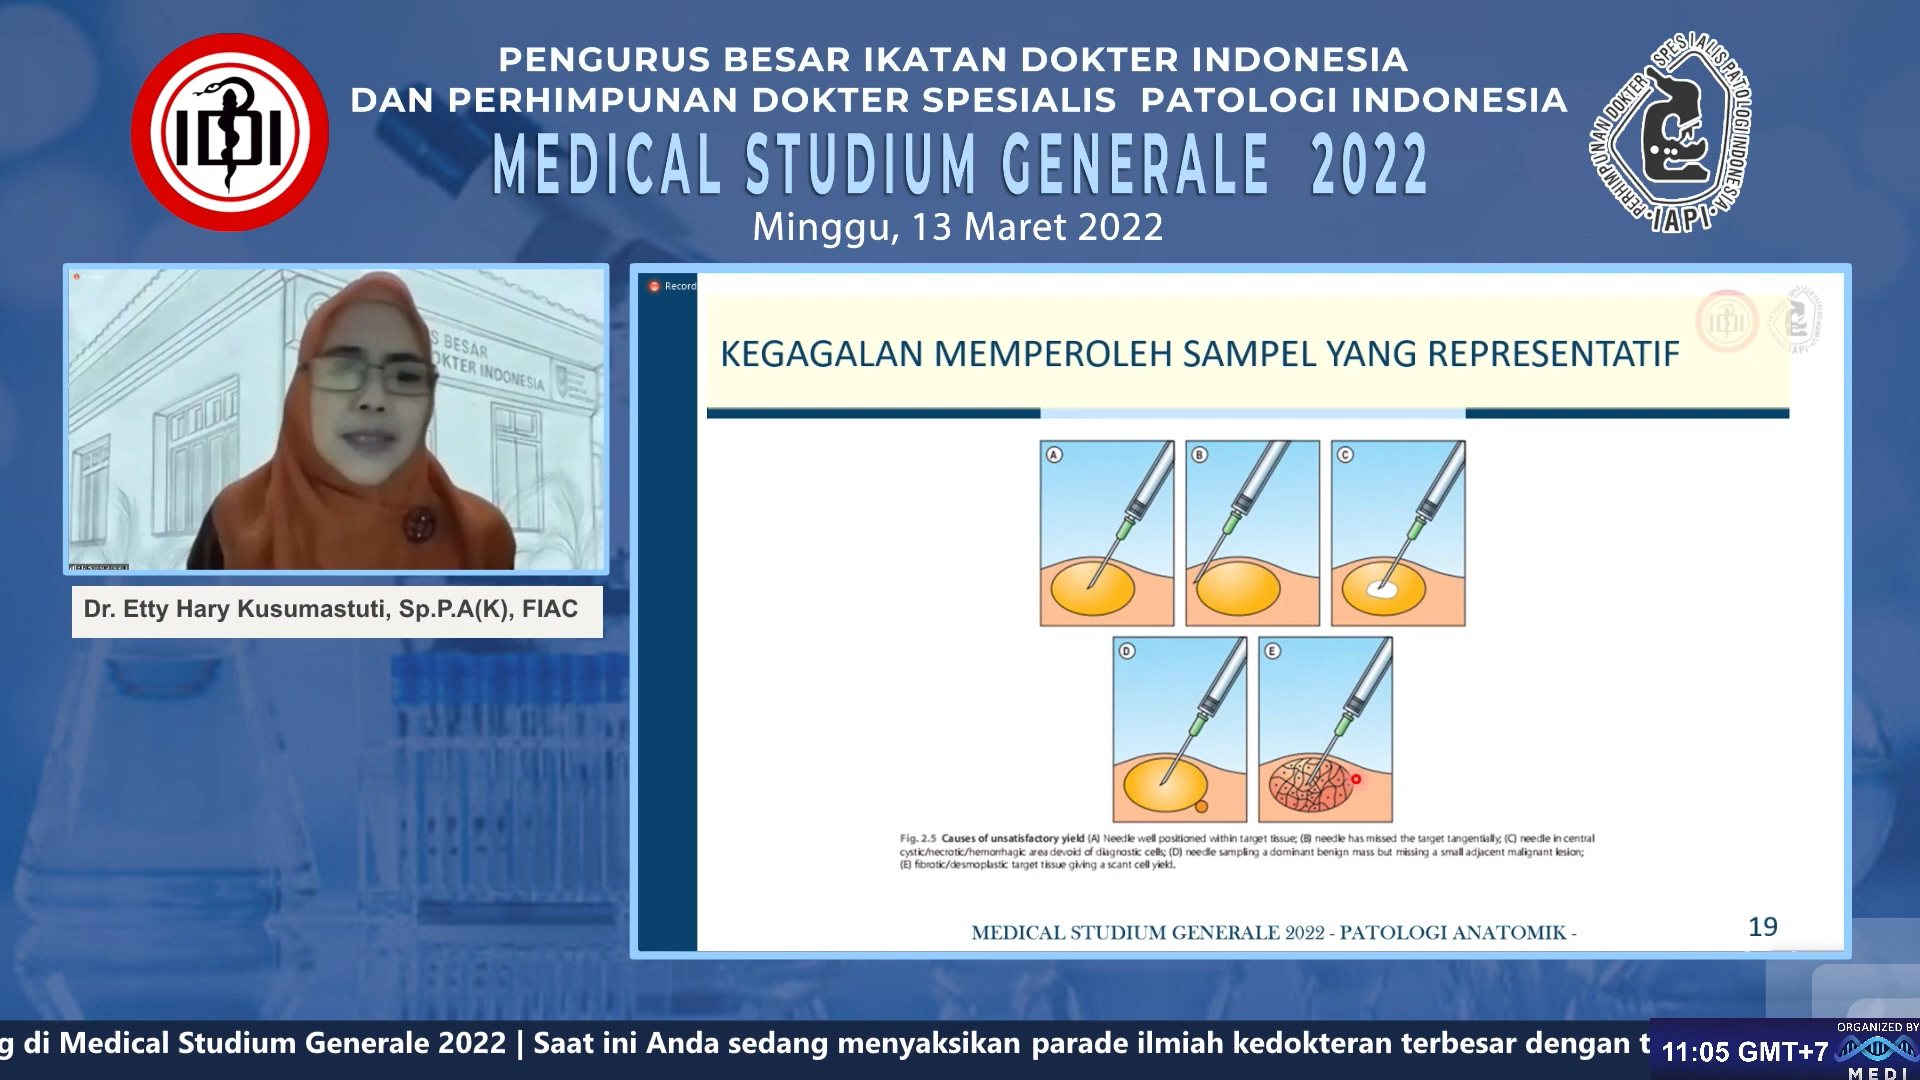 PENGURUS BESAR IKATAN DOKTER INDONESIA
DAN PERHIMPUNAN DOKTER SPESIALIS PATOLOGI INDONESIA
MEDICAL STUDIUM GENERALE 2022
Minggu, 13 Maret 2022
IDI
PERHIMPUNAN DOKTER SPESIALIS PATOLOGI INDONESIA
• IAPI •
S BESAR
OKTER INDONESIA
Dr. Etty Hary Kusumastuti, Sp.P.A(K), FIAC
Record
KEGAGALAN MEMPEROLEH SAMPEL YANG REPRESENTATIF
A
B
C
D
E
Fig. 2.5 Causes of unsatisfactory yield (A) Needle well positioned within target tissue; (B) needle has missed the target tangentially; (C) needle in central
cystic/necrotic/hemorrhagic area devoid of diagnostic cells; (D) needle sampling a dominant benign mass but missing a small adjacent malignant lesion;
(E) fibrotic/desmoplastic target tissue giving a scant cell yield.
MEDICAL STUDIUM GENERALE 2022 - PATOLOGI ANATOMIK -
19
g di Medical Studium Generale 2022 | Saat ini Anda sedang menyaksikan parade ilmiah kedokteran terbesar dengan t
11:05 GMT+7
ORGANIZED BY
MEDI